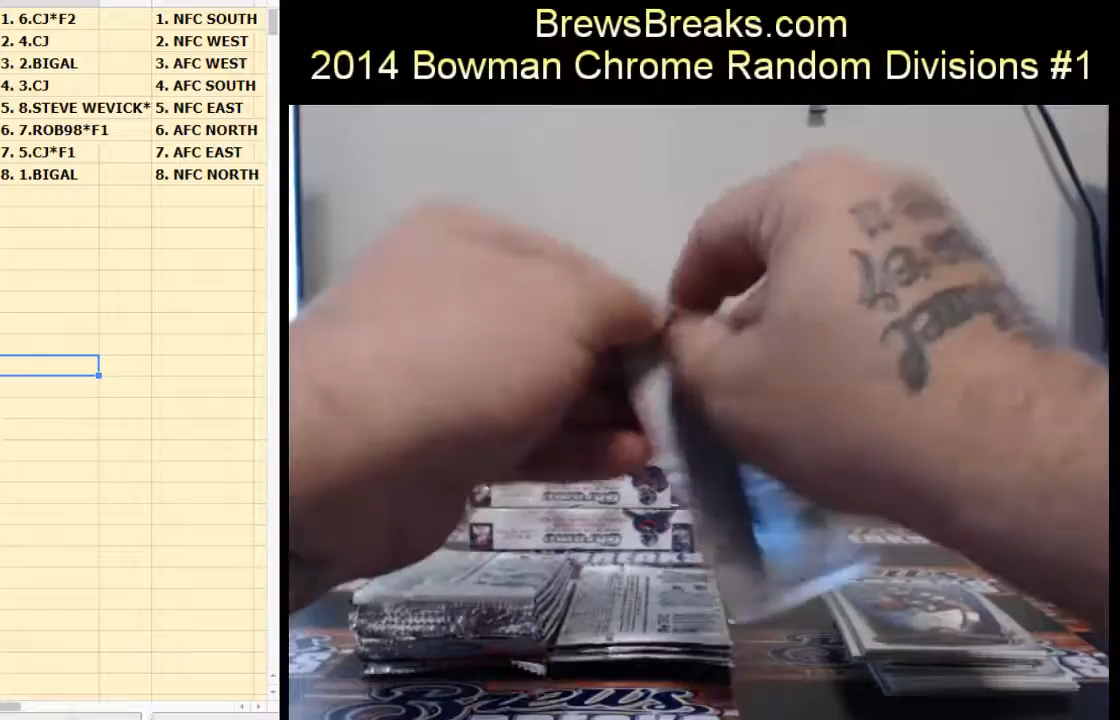 BrewsBreaks.com
2014 Bowman Chrome Random Divisions #1
1. 6.CJ*F2 1. NFC SOUTH
2. 4.CJ 2. NFC WEST
3. 2.BIGAL 3. AFC WEST
4. 3.CJ 4. AFC SOUTH
5. 8.STEVE WEVICK* 5. NFC EAST
6. 7.ROB98*F1 6. AFC NORTH
7. 5.CJ*F1 7. AFC EAST
8. 1.BIGAL 8. NFC NORTH
Chrome
Chrome
Brews